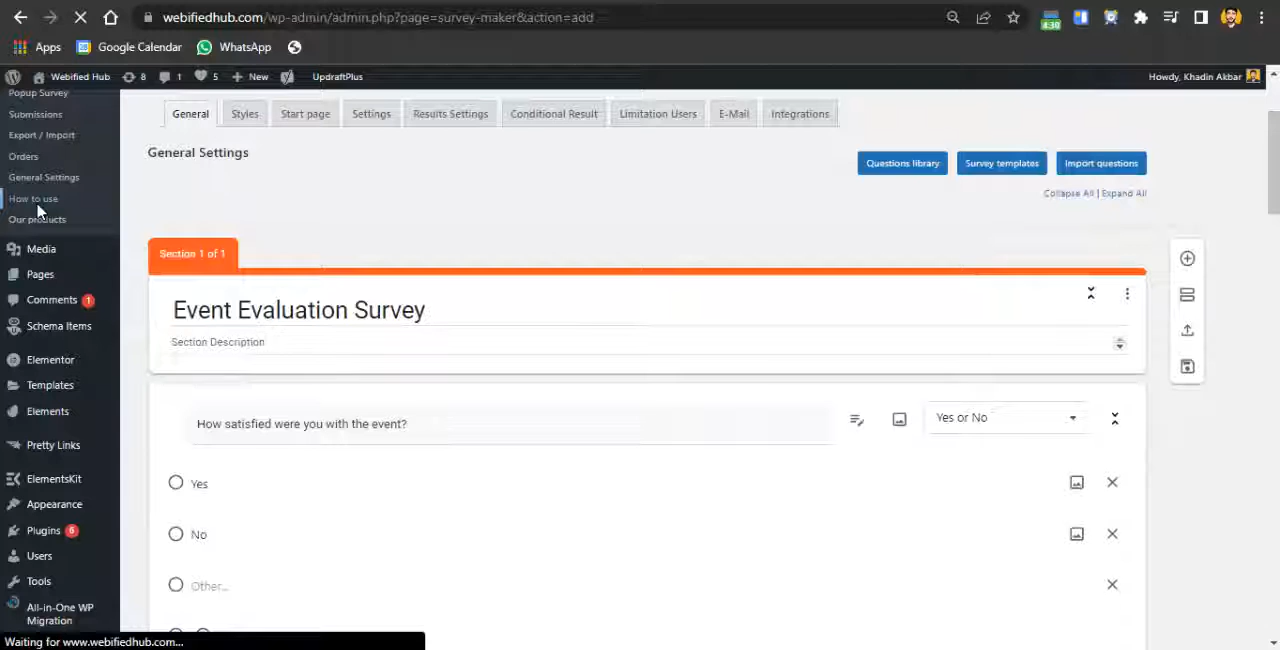 webifiedhub.com/wp-admin/admin.php?page=survey-maker&action=add
4:30
Apps
Google Calendar
WhatsApp
Webified Hub
8
1
5
New
UpdraftPlus
Howdy, Khadin Akbar
Popup Survey
Submissions
Export / Import
Orders
General Settings
How to use
Our products
Media
Pages
Comments 1
Schema Items
Elementor
Templates
Elements
Pretty Links
ElementsKit
Appearance
Plugins 6
Users
Tools
All-in-One WP
Migration
General
Styles
Start page
Settings
Results Settings
Conditional Result
Limitation Users
E-Mail
Integrations
General Settings
Questions library
Survey templates
Import questions
Collapse All | Expand All
Section 1 of 1
Event Evaluation Survey
Section Description
How satisfied were you with the event?
Yes or No
Yes
No
Other...
Waiting for www.webifiedhub.com...